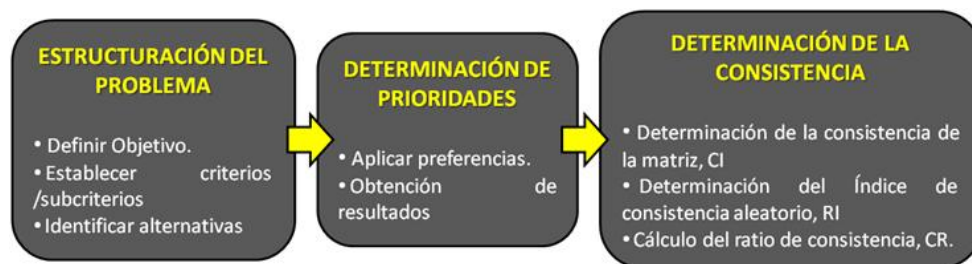 ESTRUCTURACIÓN DEL
PROBLEMA
• Definir Objetivo.
• Establecer criterios
/subcriterios
• Identificar alternativas
DETERMINACIÓN DE
PRIORIDADES
• Aplicar preferencias.
• Obtención de
resultados
DETERMINACIÓN DE LA
CONSISTENCIA
• Determinación de la consistencia de
la matriz, CI
• Determinación del Índice de
consistencia aleatorio, RI
• Cálculo del ratio de consistencia, CR.